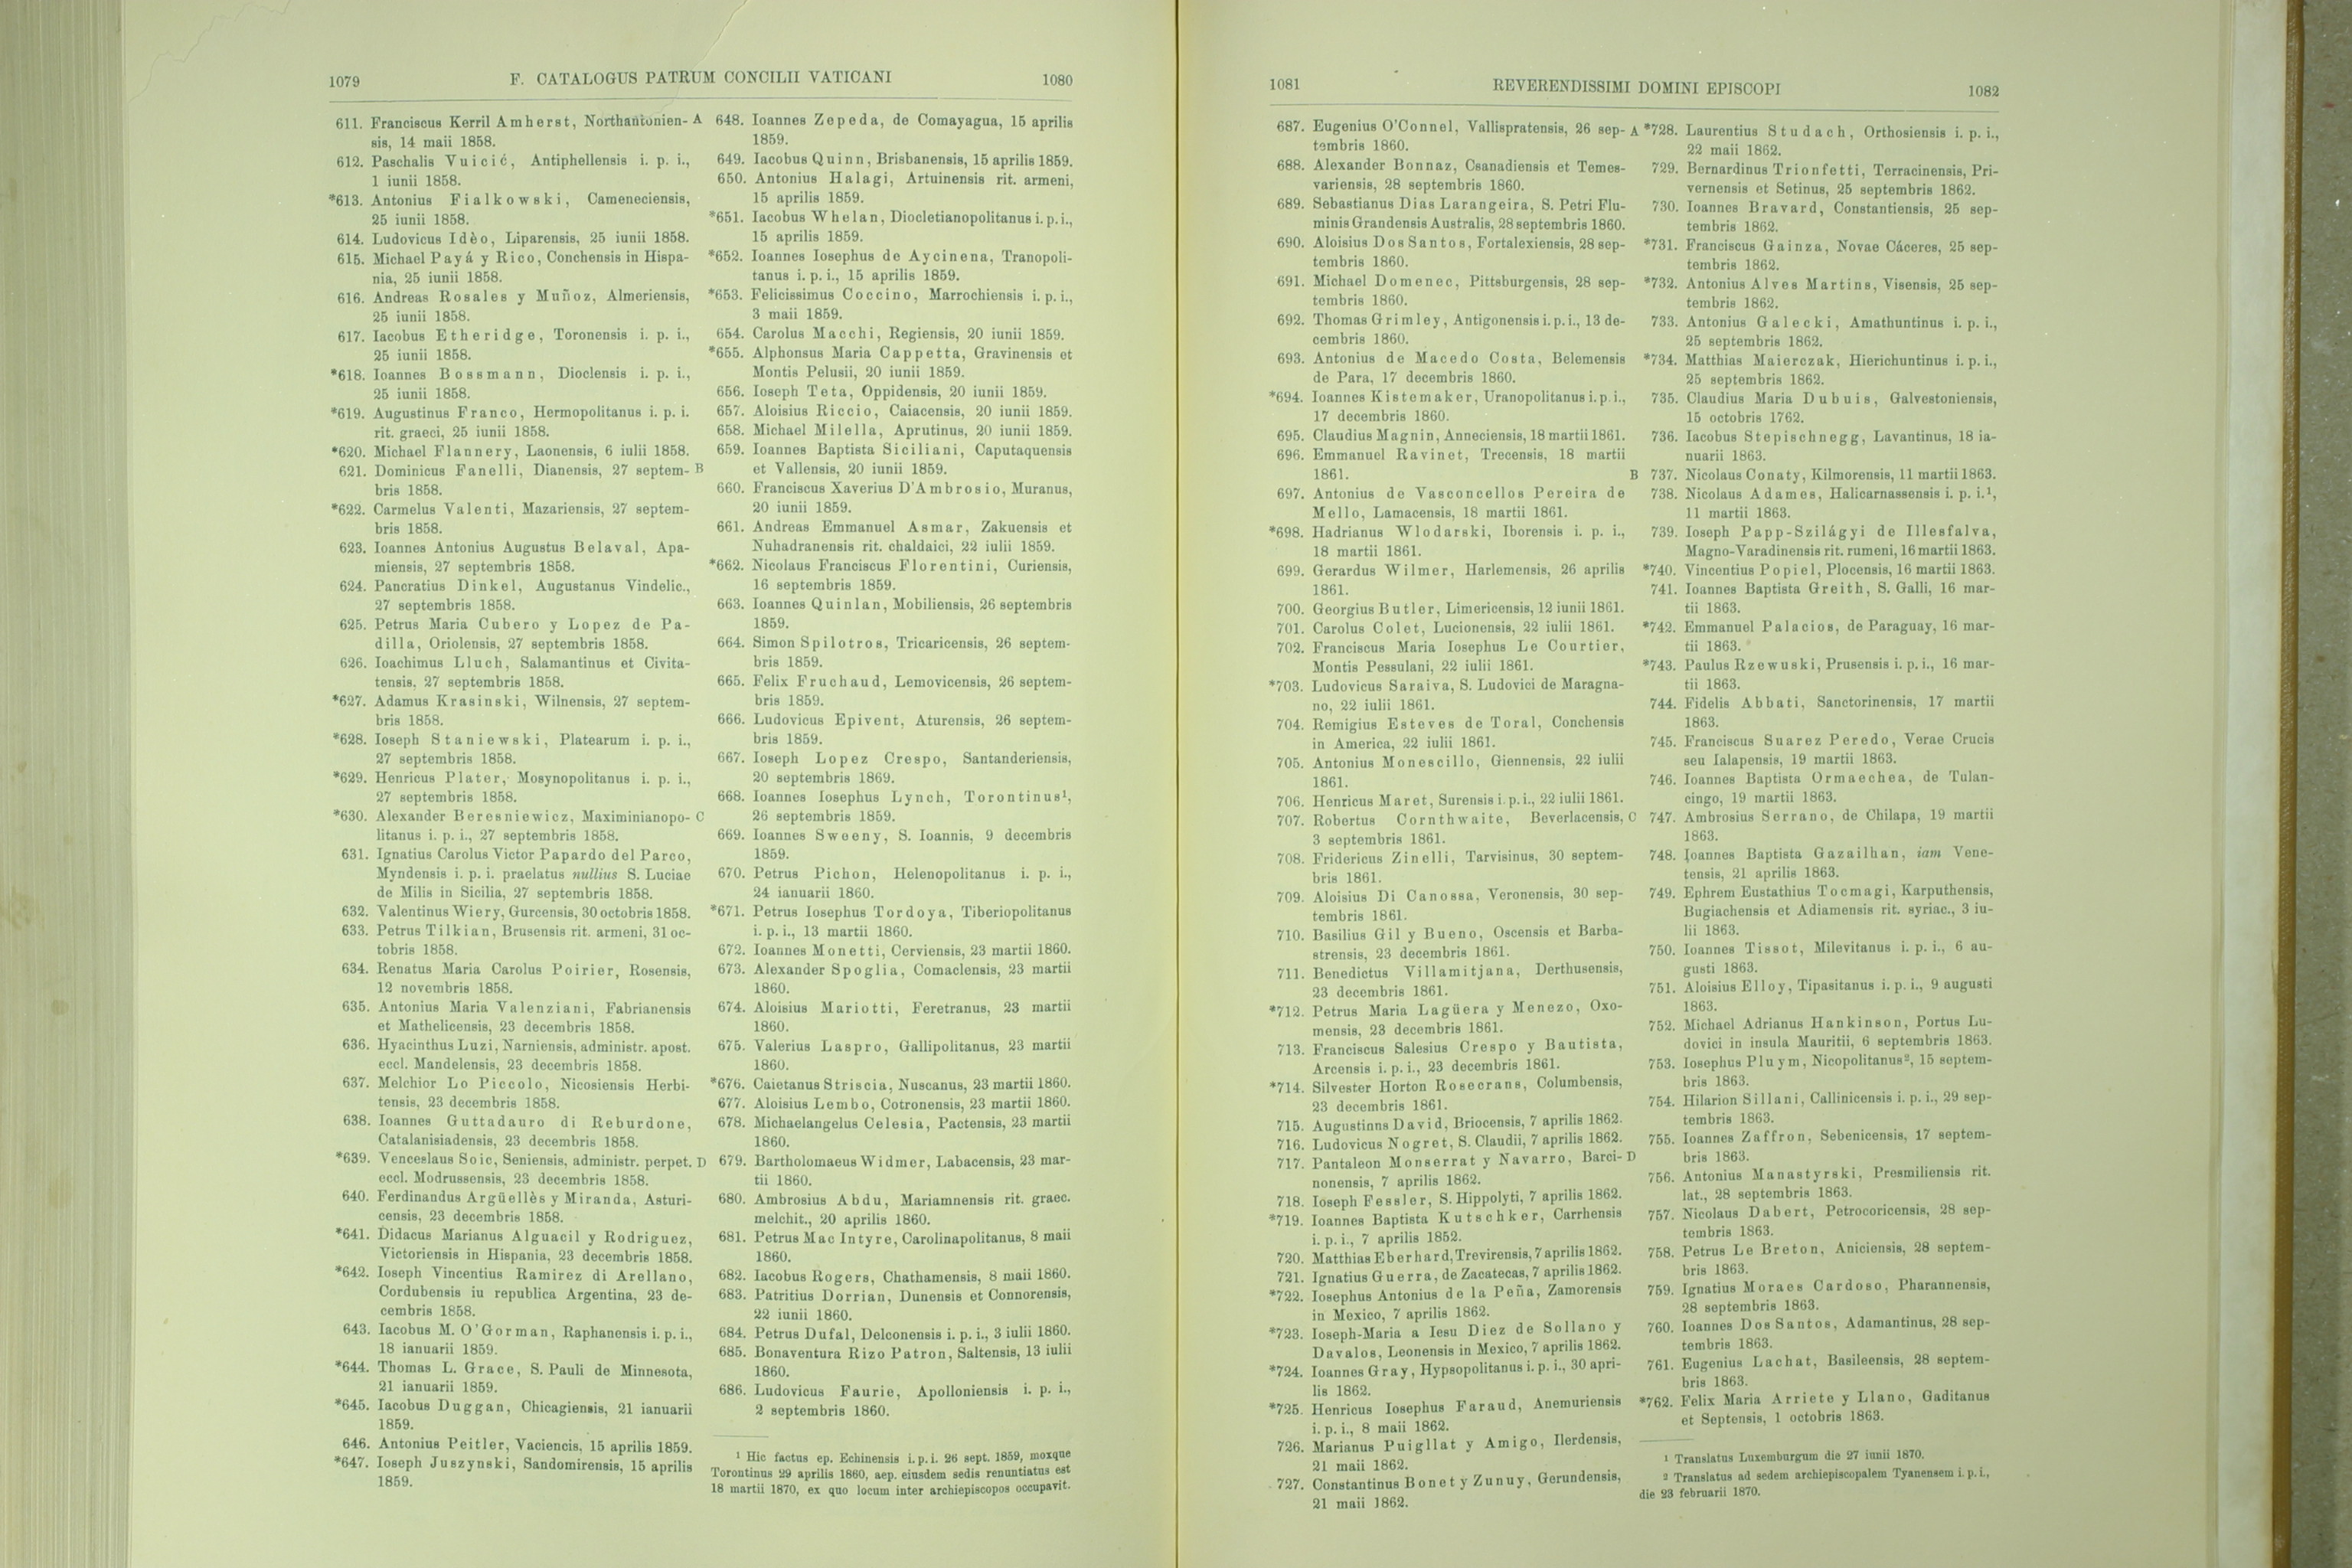 1079
F. CATALOGUS PATRUM CONCILII VATICANI
1080
611. Franciscus Kerril Amherst, Northantonien- A
sis, 14 maii 1858.
612. Paschalis Vuicić, Antiphellensis i. p. i.,
1 iunii 1858.
*613. Antonius Fialkowski, Cameneciensis,
25 iunii 1858.
614. Ludovicus Idèo, Liparensis, 25 iunii 1858.
615. Michael Payá y Rico, Conchensis in Hispa-
nia, 25 iunii 1858.
616. Andreas Rosales y Muñoz, Almeriensis,
25 iunii 1858.
617. Iacobus Etheridge, Toronensis i. p. i.,
25 iunii 1858.
*618. Ioannes Bossmann, Dioclensis i. p. i.,
25 iunii 1858.
*619. Augustinus Franco, Hermopolitanus i. p. i.
rit. graeci, 25 iunii 1858.
*620. Michael Flannery, Laonensis, 6 iulii 1858.
621. Dominicus Fanelli, Dianensis, 27 septem- B
bris 1858.
*622. Carmelus Valenti, Mazariensis, 27 septem-
bris 1858.
623. Ioannes Antonius Augustus Belaval, Apa-
miensis, 27 septembris 1858.
624. Pancratius Dinkel, Augustanus Vindelic.,
27 septembris 1858.
625. Petrus Maria Cubero y Lopez de Pa-
dilla, Oriolensis, 27 septembris 1858.
626. Ioachimus Lluch, Salamantinus et Civita-
tensis, 27 septembris 1858.
*627. Adamus Krasinski, Wilnensis, 27 septem-
bris 1858.
*628. Ioseph Staniewski, Platearum i. p. i.,
27 septembris 1858.
*629. Henricus Plater, Mosynopolitanus i. p. i.,
27 septembris 1858.
*630. Alexander Beresniewicz, Maximinianopo- C
litanus i. p. i., 27 septembris 1858.
631. Ignatius Carolus Victor Papardo del Parco,
Myndensis i. p. i. praelatus nullius S. Luciae
de Milis in Sicilia, 27 septembris 1858.
632. Valentinus Wiery, Gurcensis, 30 octobris 1858.
633. Petrus Tilkian, Brusensis rit. armeni, 31 oc-
tobris 1858.
634. Renatus Maria Carolus Poirier, Rosensis,
12 novembris 1858.
635. Antonius Maria Valenziani, Fabrianensis
et Mathelicensis, 23 decembris 1858.
636. Hyacinthus Luzi, Narniensis, administr. apost.
eccl. Mandelensis, 23 decembris 1858.
637. Melchior Lo Piccolo, Nicosiensis Herbi-
tensis, 23 decembris 1858.
638. Ioannes Guttadauro di Reburdone,
Catalanisiadensis, 23 decembris 1858.
*639. Venceslaus Soic, Seniensis, administr. perpet. D
eccl. Modrussensis, 23 decembris 1858.
640. Ferdinandus Argüellès y Miranda, Asturi-
censis, 23 decembris 1858.
*641. Didacus Marianus Alguacil y Rodriguez,
Victoriensis in Hispania, 23 decembris 1858.
*642. Ioseph Vincentius Ramirez di Arellano,
Cordubensis iu republica Argentina, 23 de-
cembris 1858.
643. Iacobus M. O'Gorman, Raphanensis i. p. i.,
18 ianuarii 1859.
*644. Thomas L. Grace, S. Pauli de Minnesota,
21 ianuarii 1859.
*645. Iacobus Duggan, Chicagiensis, 21 ianuarii
1859.
646. Antonius Peitler, Vaciencis, 15 aprilis 1859.
*647. Ioseph Juszynski, Sandomirensis, 15 aprilis
1859.
648. Ioannes Zepeda, de Comayagua, 15 aprilis
1859.
649. Iacobus Quinn, Brisbanensis, 15 aprilis 1859.
650. Antonius Halagi, Artuinensis rit. armeni,
15 aprilis 1859.
*651. Iacobus Whelan, Diocletianopolitanus i. p. i.,
15 aprilis 1859.
*652. Ioannes Iosephus de Aycinena, Tranopoli-
tanus i. p. i., 15 aprilis 1859.
*653. Felicissimus Coccino, Marrochiensis i. p. i.,
3 maii 1859.
654. Carolus Macchi, Regiensis, 20 iunii 1859.
*655. Alphonsus Maria Cappetta, Gravinensis et
Montis Pelusii, 20 iunii 1859.
656. Ioseph Teta, Oppidensis, 20 iunii 1859.
657. Aloisius Riccio, Caiacensis, 20 iunii 1859.
658. Michael Milella, Aprutinus, 20 iunii 1859.
659. Ioannes Baptista Siciliani, Caputaquensis
et Vallensis, 20 iunii 1859.
660. Franciscus Xaverius D'Ambrosio, Muranus,
20 iunii 1859.
661. Andreas Emmanuel Asmar, Zakuensis et
Nuhadranensis rit. chaldaici, 22 iulii 1859.
*662. Nicolaus Franciscus Florentini, Curiensis,
16 septembris 1859.
663. Ioannes Quinlan, Mobiliensis, 26 septembris
1859.
664. Simon Spilotros, Tricaricensis, 26 septem-
bris 1859.
665. Felix Fruchaud, Lemovicensis, 26 septem-
bris 1859.
666. Ludovicus Epivent, Aturensis, 26 septem-
bris 1859.
667. Ioseph Lopez Crespo, Santanderiensis,
20 septembris 1869.
668. Ioannes Iosephus Lynch, Torontinus¹,
26 septembris 1859.
669. Ioannes Sweeny, S. Ioannis, 9 decembris
1859.
670. Petrus Pichon, Helenopolitanus i. p. i.,
24 ianuarii 1860.
*671. Petrus Iosephus Tordoya, Tiberiopolitanus
i. p. i., 13 martii 1860.
672. Ioannes Monetti, Cerviensis, 23 martii 1860.
673. Alexander Spoglia, Comaclensis, 23 martii
1860.
674. Aloisius Mariotti, Feretranus, 23 martii
1860.
675. Valerius Laspro, Gallipolitanus, 23 martii
1860.
*676. Caietanus Striscia, Nuscanus, 23 martii 1860.
677. Aloisius Lembo, Cotronensis, 23 martii 1860.
678. Michaelangelus Celesia, Pactensis, 23 martii
1860.
679. Bartholomaeus Widmer, Labacensis, 23 mar-
tii 1860.
680. Ambrosius Abdu, Mariamnensis rit. graec.
melchit., 20 aprilis 1860.
681. Petrus Mac Intyre, Carolinapolitanus, 8 maii
1860.
682. Iacobus Rogers, Chathamensis, 8 maii 1860.
683. Patritius Dorrian, Dunensis et Connorensis,
22 iunii 1860.
684. Petrus Dufal, Delconensis i. p. i., 3 iulii 1860.
685. Bonaventura Rizo Patron, Saltensis, 13 iulii
1860.
686. Ludovicus Faurie, Apolloniensis i. p. i.,
2 septembris 1860.
¹ Hic factus ep. Echinensis i. p. i. 26 sept. 1859, moxque
Torontinus 29 aprilis 1860, aep. eiusdem sedis renuntiatus est
18 martii 1870, ex quo locum inter archiepiscopos occupavit.
1081
REVERENDISSIMI DOMINI EPISCOPI
1082
687. Eugenius O'Connel, Vallispratensis, 26 sep- A
tembris 1860.
688. Alexander Bonnaz, Csanadiensis et Temes-
variensis, 28 septembris 1860.
689. Sebastianus Dias Larangeira, S. Petri Flu-
minis Grandensis Australis, 28 septembris 1860.
690. Aloisius Dos Santos, Fortalexiensis, 28 sep-
tembris 1860.
691. Michael Domenec, Pittsburgensis, 28 sep-
tembris 1860.
692. Thomas Grimley, Antigonensis i. p. i., 13 de-
cembris 1860.
693. Antonius de Macedo Costa, Belemensis
de Para, 17 decembris 1860.
*694. Ioannes Kistemaker, Uranopolitanus i. p. i.,
17 decembris 1860.
695. Claudius Magnin, Anneciensis, 18 martii 1861.
696. Emmanuel Ravinet, Trecensis, 18 martii
1861. B
697. Antonius de Vasconcellos Pereira de
Mello, Lamacensis, 18 martii 1861.
*698. Hadrianus Wlodarski, Iborensis i. p. i.,
18 martii 1861.
699. Gerardus Wilmer, Harlemensis, 26 aprilis
1861.
700. Georgius Butler, Limericensis, 12 iunii 1861.
701. Carolus Colet, Lucionensis, 22 iulii 1861.
702. Franciscus Maria Iosephus Le Courtier,
Montis Pessulani, 22 iulii 1861.
*703. Ludovicus Saraiva, S. Ludovici de Maragna-
no, 22 iulii 1861.
704. Remigius Esteves de Toral, Conchensis
in America, 22 iulii 1861.
705. Antonius Monescillo, Giennensis, 22 iulii
1861.
706. Henricus Maret, Surensis i. p. i., 22 iulii 1861.
707. Robertus Cornthwaite, Beverlacensis, C
3 septembris 1861.
708. Fridericus Zinelli, Tarvisinus, 30 septem-
bris 1861.
709. Aloisius Di Canossa, Veronensis, 30 sep-
tembris 1861.
710. Basilius Gil y Bueno, Oscensis et Barba-
strensis, 23 decembris 1861.
711. Benedictus Villamitjana, Derthusensis,
23 decembris 1861.
*712. Petrus Maria Lagüera y Menezo, Oxo-
mensis, 23 decembris 1861.
713. Franciscus Salesius Crespo y Bautista,
Arcensis i. p. i., 23 decembris 1861.
*714. Silvester Horton Rosecrans, Columbensis,
23 decembris 1861.
715. Augustinns David, Briocensis, 7 aprilis 1862.
716. Ludovicus Nogret, S. Claudii, 7 aprilis 1862.
717. Pantaleon Monserrat y Navarro, Barci- D
nonensis, 7 aprilis 1862.
718. Ioseph Fessler, S. Hippolyti, 7 aprilis 1862.
*719. Ioannes Baptista Kutschker, Carrhensis
i. p. i., 7 aprilis 1852.
720. Matthias Eberhard, Trevirensis, 7 aprilis 1862.
721. Ignatius Guerra, de Zacatecas, 7 aprilis 1862.
*722. Iosephus Antonius de la Peña, Zamorensis
in Mexico, 7 aprilis 1862.
*723. Ioseph-Maria a Iesu Diez de Sollano y
Davalos, Leonensis in Mexico, 7 aprilis 1862.
*724. Ioannes Gray, Hypsopolitanus i. p. i., 30 apri-
lis 1862.
*725. Henricus Iosephus Faraud, Anemuriensis
i. p. i., 8 maii 1862.
726. Marianus Puigllat y Amigo, Ilerdensis,
21 maii 1862.
727. Constantinus Bonet y Zunuy, Gerundensis,
21 maii 1862.
*728. Laurentius Studach, Orthosiensis i. p. i.,
22 maii 1862.
729. Bernardinus Trionfetti, Terracinensis, Pri-
vernensis et Setinus, 25 septembris 1862.
730. Ioannes Bravard, Constantiensis, 25 sep-
tembris 1862.
*731. Franciscus Gainza, Novae Cáceres, 25 sep-
tembris 1862.
*732. Antonius Alves Martins, Visensis, 25 sep-
tembris 1862.
733. Antonius Galecki, Amathuntinus i. p. i.,
25 septembris 1862.
*734. Matthias Maierczak, Hierichuntinus i. p. i.,
25 septembris 1862.
735. Claudius Maria Dubuis, Galvestoniensis,
15 octobris 1762.
736. Iacobus Stepischnegg, Lavantinus, 18 ia-
nuarii 1863.
737. Nicolaus Conaty, Kilmorensis, 11 martii 1863.
738. Nicolaus Adames, Halicarnassensis i. p. i.¹,
11 martii 1863.
739. Ioseph Papp-Szilágyi de Illesfalva,
Magno-Varadinensis rit. rumeni, 16 martii 1863.
*740. Vincentius Popiel, Plocensis, 16 martii 1863.
741. Ioannes Baptista Greith, S. Galli, 16 mar-
tii 1863.
*742. Emmanuel Palacios, de Paraguay, 16 mar-
tii 1863.
*743. Paulus Rzewuski, Prusensis i. p. i., 16 mar-
tii 1863.
744. Fidelis Abbati, Sanctorinensis, 17 martii
1863.
745. Franciscus Suarez Peredo, Verae Crucis
seu Ialapensis, 19 martii 1863.
746. Ioannes Baptista Ormaechea, de Tulan-
cingo, 19 martii 1863.
747. Ambrosius Serrano, de Chilapa, 19 martii
1863.
748. Ioannes Baptista Gazailhan, iam Vene-
tensis, 21 aprilis 1863.
749. Ephrem Eustathius Tocmagi, Karputhensis,
Bugiachensis et Adiamensis rit. syriac., 3 iu-
lii 1863.
750. Ioannes Tissot, Milevitanus i. p. i., 6 au-
gusti 1863.
751. Aloisius Elloy, Tipasitanus i. p. i., 9 augusti
1863.
752. Michael Adrianus Hankinson, Portus Lu-
dovici in insula Mauritii, 6 septembris 1863.
753. Iosephus Pluym, Nicopolitanus², 15 septem-
bris 1863.
754. Hilarion Sillani, Callinicensis i. p. i., 29 sep-
tembris 1863.
755. Ioannes Zaffron, Sebenicensis, 17 septem-
bris 1863.
756. Antonius Manastyrski, Presmiliensis rit.
lat., 28 septembris 1863.
757. Nicolaus Dabert, Petrocoricensis, 28 sep-
tembris 1863.
758. Petrus Le Breton, Aniciensis, 28 septem-
bris 1863.
759. Ignatius Moraes Cardoso, Pharannensis,
28 septembris 1863.
760. Ioannes Dos Santos, Adamantinus, 28 sep-
tembris 1863.
761. Eugenius Lachat, Basileensis, 28 septem-
bris 1863.
*762. Felix Maria Arriete y Llano, Gaditanus
et Septensis, 1 octobris 1863.
¹ Translatus Luxemburgum die 27 iunii 1870.
² Translatus ad sedem archiepiscopalem Tyanensem i. p. i.,
die 23 februarii 1870.